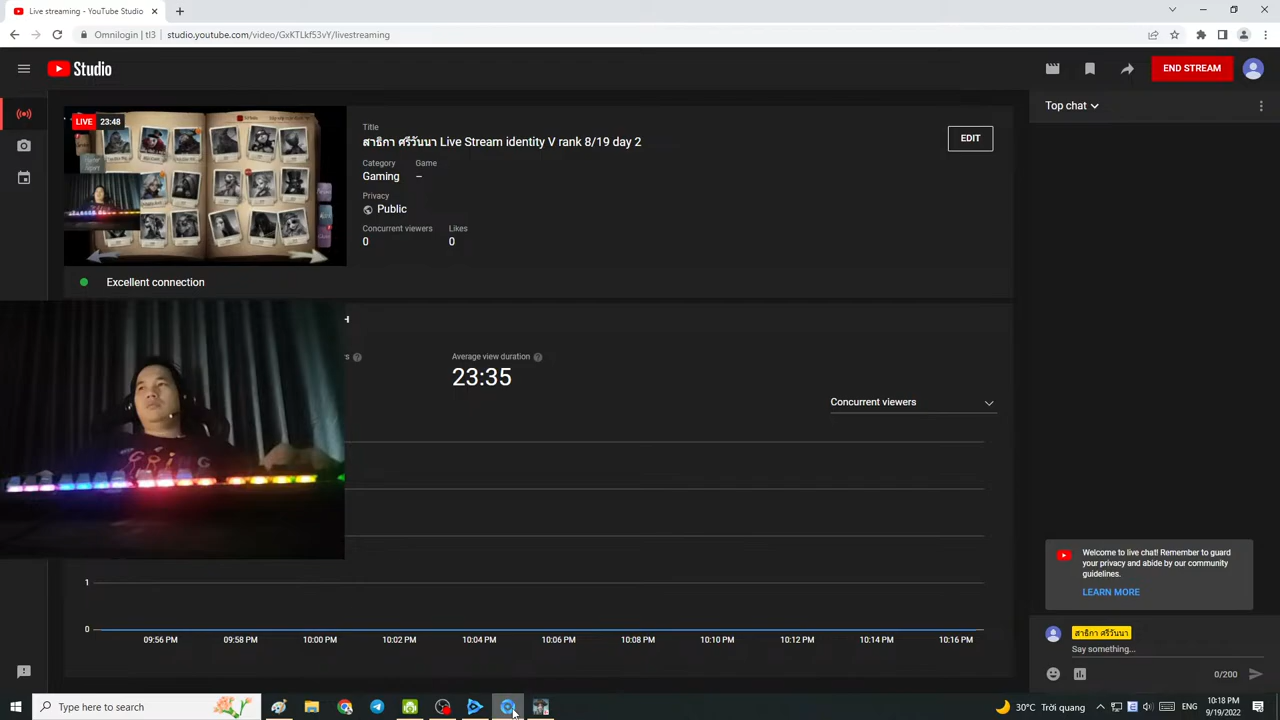 Live streaming - YouTube Studio
Omnilogin | tl3
studio.youtube.com/video/GxKTLkf53vY/livestreaming
Studio
END STREAM
LIVE 23:48
Title
สาธิกา ศรีวันนา Live Stream identity V rank 8/19 day 2
EDIT
Category
Game
Gaming
–
Privacy
Public
Concurrent viewers
Likes
0
0
Excellent connection
Average view duration
23:35
Concurrent viewers
1
0
09:56 PM
09:58 PM
10:00 PM
10:02 PM
10:04 PM
10:06 PM
10:08 PM
10:10 PM
10:12 PM
10:14 PM
10:16 PM
Top chat
Welcome to live chat! Remember to guard
your privacy and abide by our community
guidelines.
LEARN MORE
สาธิกา ศรีวันนา
Say something...
0/200
Type here to search
30°C Trời quang
ENG
10:18 PM
9/19/2022